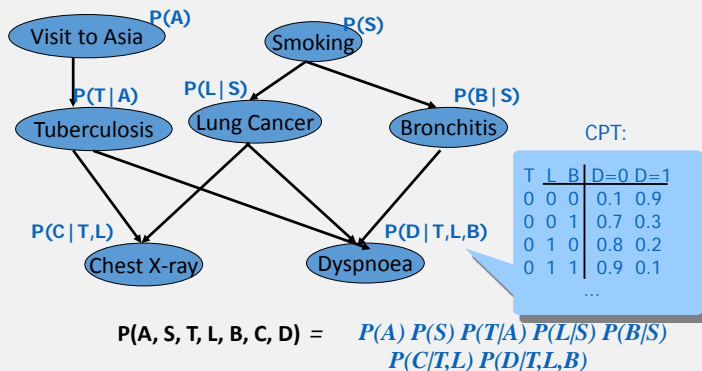 P(A)
Visit to Asia
P(S)
Smoking
P(T|A)
P(L|S)
P(B|S)
Tuberculosis
Lung Cancer
Bronchitis
CPT:
T L B D=0 D=1
0 0 0 0.1 0.9
0 0 1 0.7 0.3
0 1 0 0.8 0.2
0 1 1 0.9 0.1
...
P(C|T,L)
P(D|T,L,B)
Chest X-ray
Dyspnoea
P(A, S, T, L, B, C, D) = P(A) P(S) P(T/A) P(L/S) P(B/S)
P(C/T,L) P(D/T,L,B)